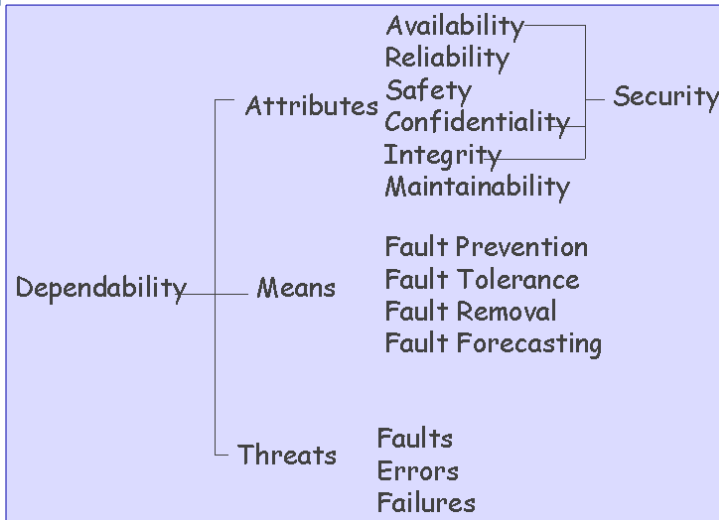 Availability
Reliability
Safety
Attributes
Security
Confidentiality
Integrity
Maintainability
Fault Prevention
Fault Tolerance
Dependability
Means
Fault Removal
Fault Forecasting
Threats
Faults
Errors
Failures